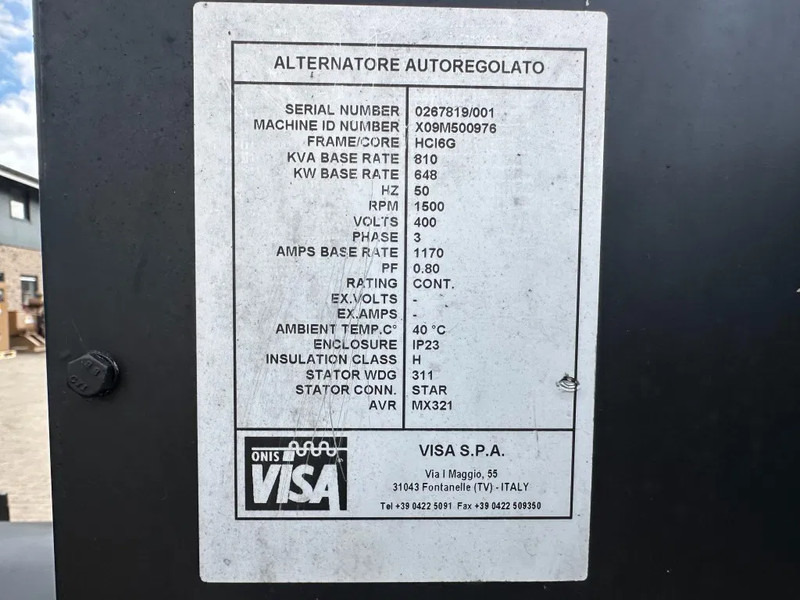 ALTERNATORE AUTOREGOLATO
SERIAL NUMBER 0267819/001
MACHINE ID NUMBER X09M500976
FRAME/CORE HCI6G
KVA BASE RATE 810
KW BASE RATE 648
HZ 50
RPM 1500
VOLTS 400
PHASE 3
AMPS BASE RATE 1170
PF 0.80
RATING CONT.
EX.VOLTS -
EX.AMPS -
AMBIENT TEMP.C° 40 °C
ENCLOSURE IP23
INSULATION CLASS H
STATOR WDG 311
STATOR CONN. STAR
AVR MX321
ONIS
VISA
VISA S.P.A.
Via I Maggio, 55
31043 Fontanelle (TV) - ITALY
Tel +39 0422 5091 Fax +39 0422 509350